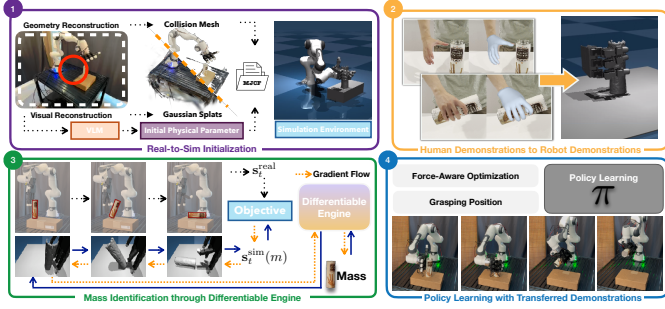 1
Geometry Reconstruction
Collision Mesh
MJCF
Visual Reconstruction
Gaussian Splats
VLM
Initial Physical Parameter
Simulation Environment
Real-to-Sim Initialization
2
Human Demonstrations to Robot Demonstrations
3
s_t^real
Gradient Flow
Objective
Differentiable
Engine
s_t^sim(m)
Mass
Mass Identification through Differentiable Engine
4
Force-Aware Optimization
Grasping Position
Policy Learning
π
Policy Learning with Transferred Demonstrations